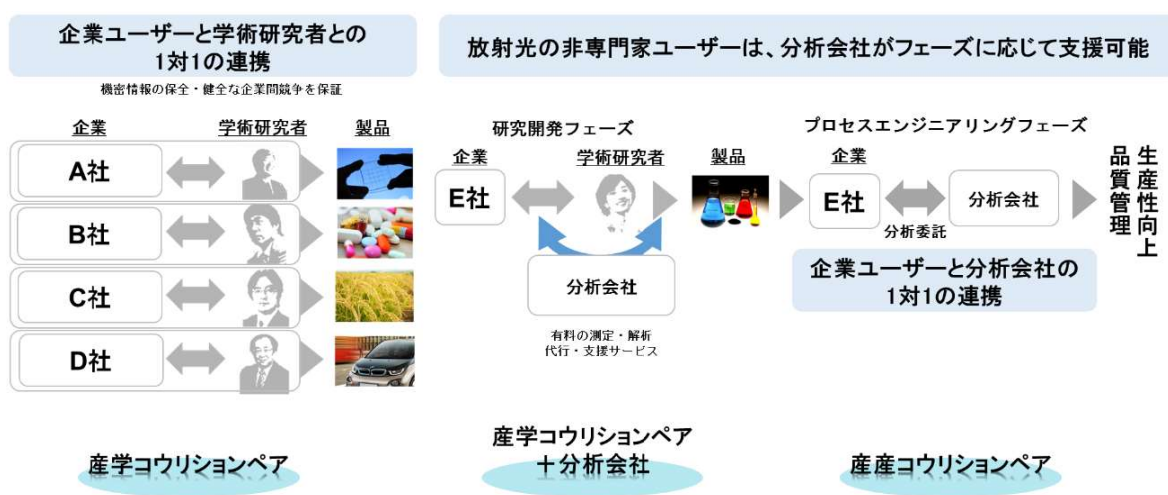 企業ユーザーと学術研究者との
1対1の連携
機密情報の保全・健全な企業間競争を保証
企業
学術研究者
製品
A社
B社
C社
D社
産学コウリションペア
放射光の非専門家ユーザーは、分析会社がフェーズに応じて支援可能
研究開発フェーズ
企業
学術研究者
製品
E社
分析会社
有料の測定・解析
代行・支援サービス
産学コウリションペア
＋分析会社
プロセスエンジニアリングフェーズ
企業
E社
分析会社
分析委託
企業ユーザーと分析会社の
1対1の連携
生産性向上
品質管理
産産コウリションペア